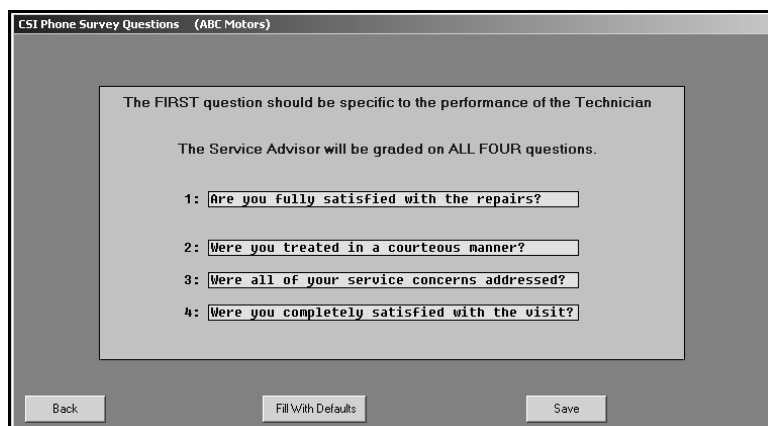 CSI Phone Survey Questions (ABC Motors)
The FIRST question should be specific to the performance of the Technician
The Service Advisor will be graded on ALL FOUR questions.
1: Are you fully satisfied with the repairs?
2: Were you treated in a courteous manner?
3: Were all of your service concerns addressed?
4: Were you completely satisfied with the visit?
Back Fill With Defaults Save